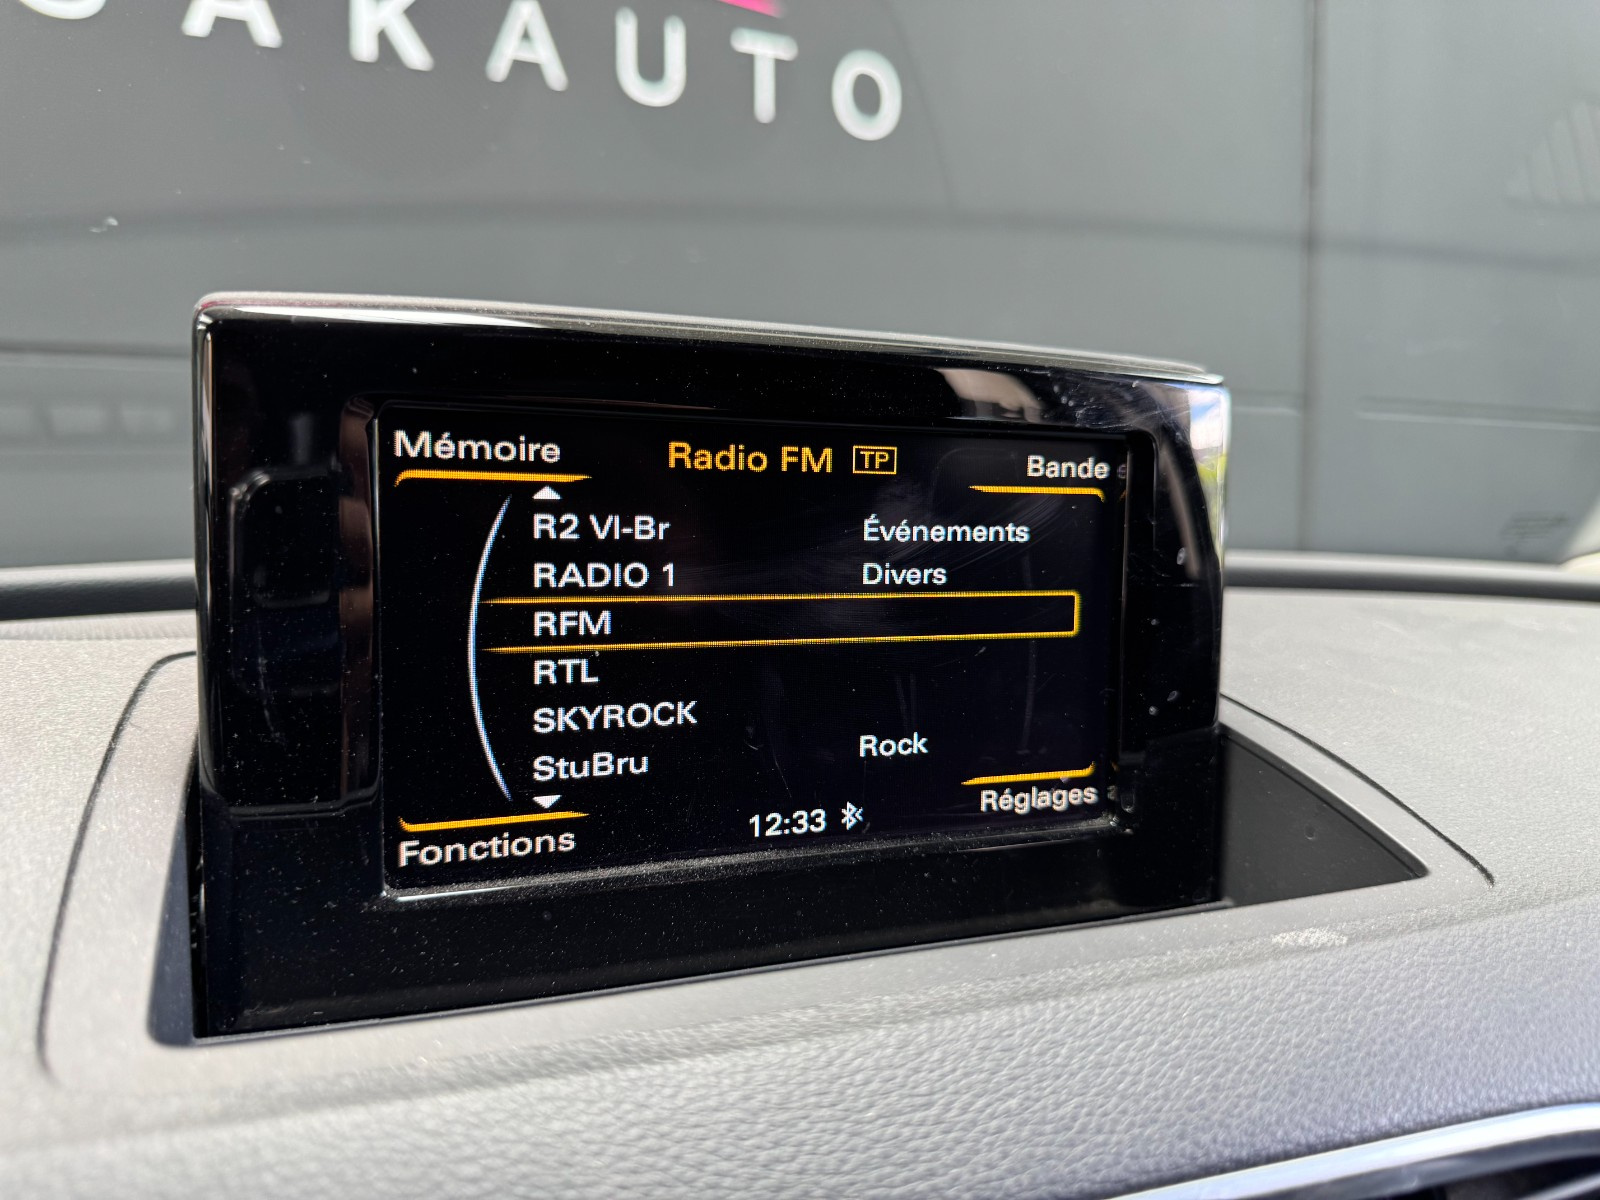 AKAUTO
Mémoire
Radio FM TP
Bande
R2 Vl-Br Événements
RADIO 1 Divers
RFM
RTL
SKYROCK
StuBru Rock
Réglages
12:33
Fonctions